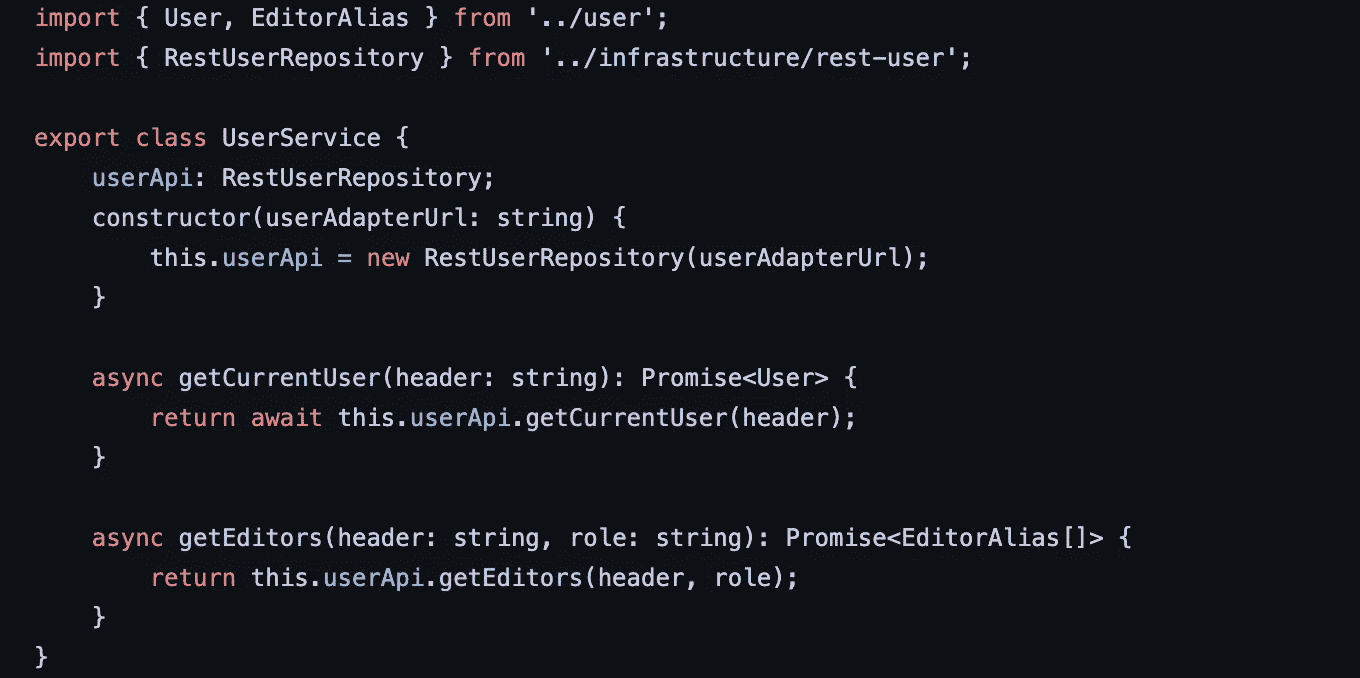 import { User, EditorAlias } from '../user';
import { RestUserRepository } from '../infrastructure/rest-user';
export class UserService {
    userApi: RestUserRepository;
    constructor(userAdapterUrl: string) {
        this.userApi = new RestUserRepository(userAdapterUrl);
    }
    async getCurrentUser(header: string): Promise<User> {
        return await this.userApi.getCurrentUser(header);
    }
    async getEditors(header: string, role: string): Promise<EditorAlias[]> {
        return this.userApi.getEditors(header, role);
    }
}